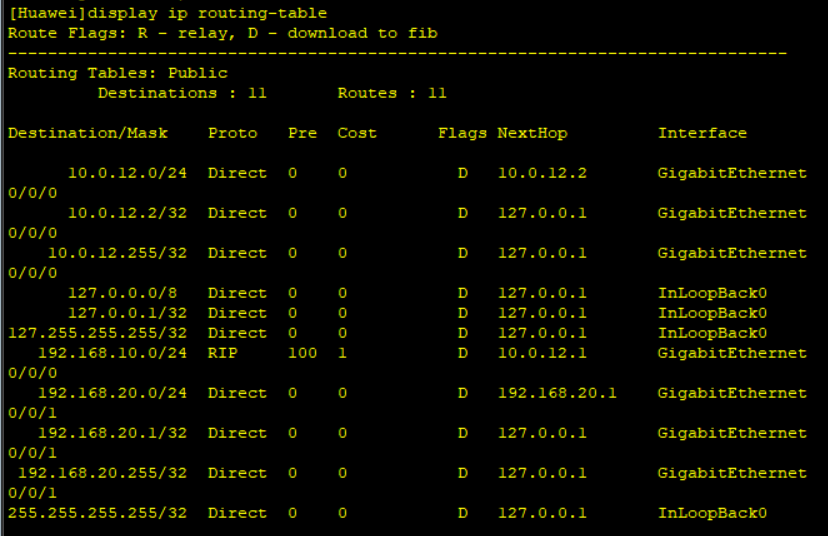 [Huawei]display ip routing-table
Route Flags: R - relay, D - download to fib
------------------------------------------------------------------------------
Routing Tables: Public
         Destinations : 11       Routes : 11

Destination/Mask    Proto   Pre  Cost      Flags NextHop         Interface

      10.0.12.0/24  Direct  0    0           D   10.0.12.2       GigabitEthernet
0/0/0
      10.0.12.2/32  Direct  0    0           D   127.0.0.1       GigabitEthernet
0/0/0
    10.0.12.255/32  Direct  0    0           D   127.0.0.1       GigabitEthernet
0/0/0
      127.0.0.0/8   Direct  0    0           D   127.0.0.1       InLoopBack0
      127.0.0.1/32  Direct  0    0           D   127.0.0.1       InLoopBack0
127.255.255.255/32  Direct  0    0           D   127.0.0.1       InLoopBack0
   192.168.10.0/24  RIP     100  1           D   10.0.12.1       GigabitEthernet
0/0/0
   192.168.20.0/24  Direct  0    0           D   192.168.20.1    GigabitEthernet
0/0/1
   192.168.20.1/32  Direct  0    0           D   127.0.0.1       GigabitEthernet
0/0/1
 192.168.20.255/32  Direct  0    0           D   127.0.0.1       GigabitEthernet
0/0/1
255.255.255.255/32  Direct  0    0           D   127.0.0.1       InLoopBack0